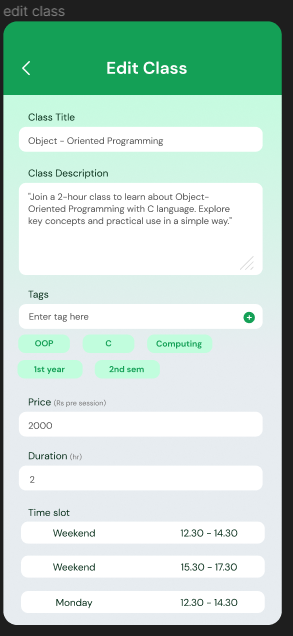 edit class
Edit Class
Class Title
Object - Oriented Programming
Class Description
"Join a 2-hour class to learn about Object-
Oriented Programming with C language. Explore
key concepts and practical use in a simple way."
Tags
Enter tag here
OOP C Computing
1st year 2nd sem
Price (Rs pre session)
2000
Duration (hr)
2
Time slot
Weekend 12.30 - 14.30
Weekend 15.30 - 17.30
Monday 12.30 - 14.30